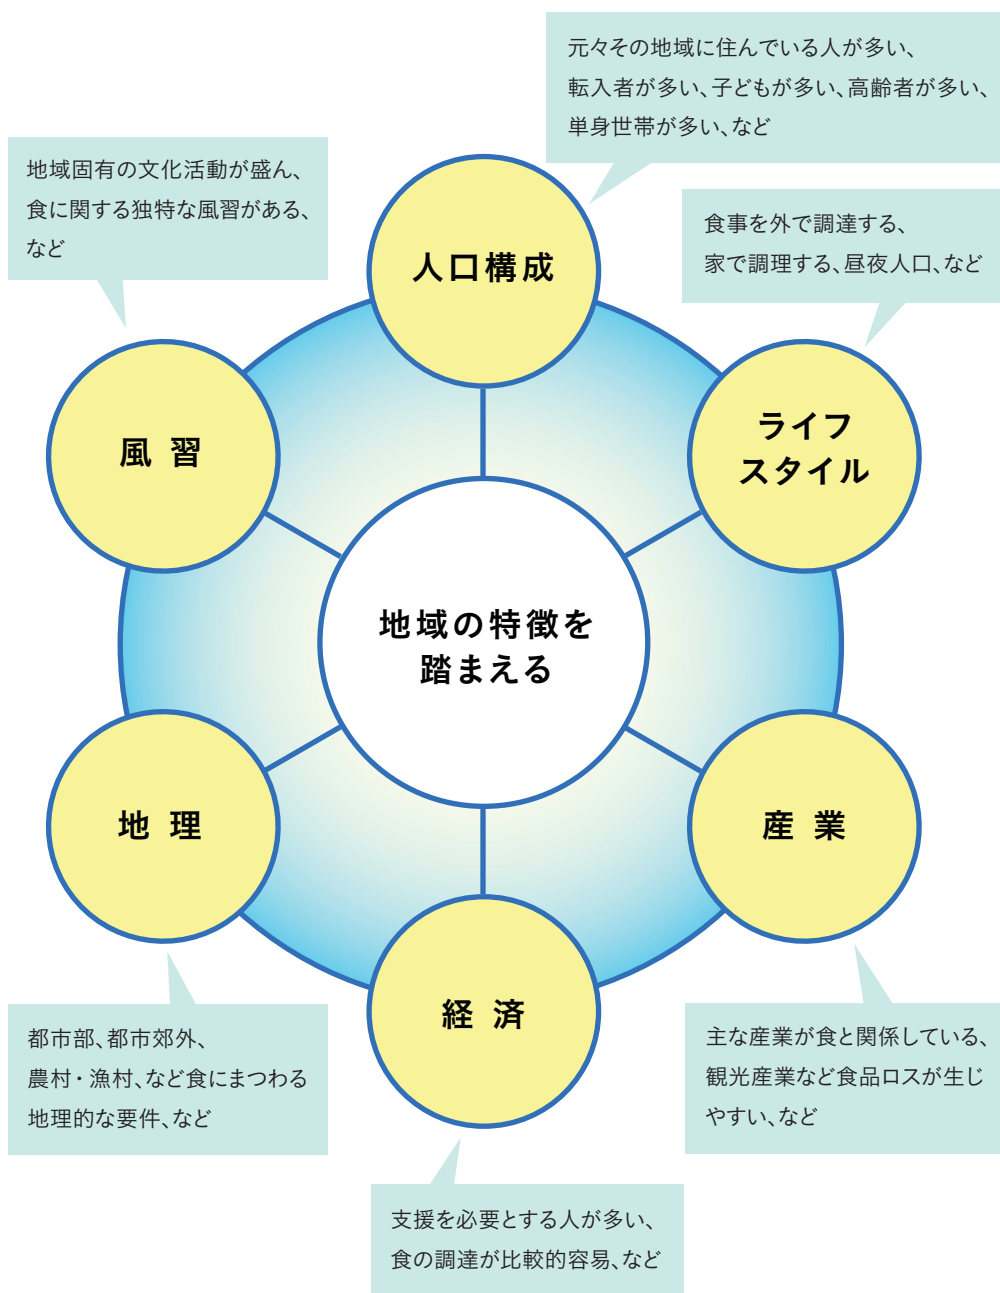 元々その地域に住んでいる人が多い、
転入者が多い、子どもが多い、高齢者が多い、
単身世帯が多い、など
地域固有の文化活動が盛ん、
食に関する独特な風習がある、
など
人口構成
食事を外で調達する、
家で調理する、昼夜人口、など
風習
ライフ
スタイル
地域の特徴を
踏まえる
地理
産業
経済
都市部、都市郊外、
農村・漁村、など食にまつわる
地理的な要件、など
主な産業が食と関係している、
観光産業など食品ロスが生じ
やすい、など
支援を必要とする人が多い、
食の調達が比較的容易、など